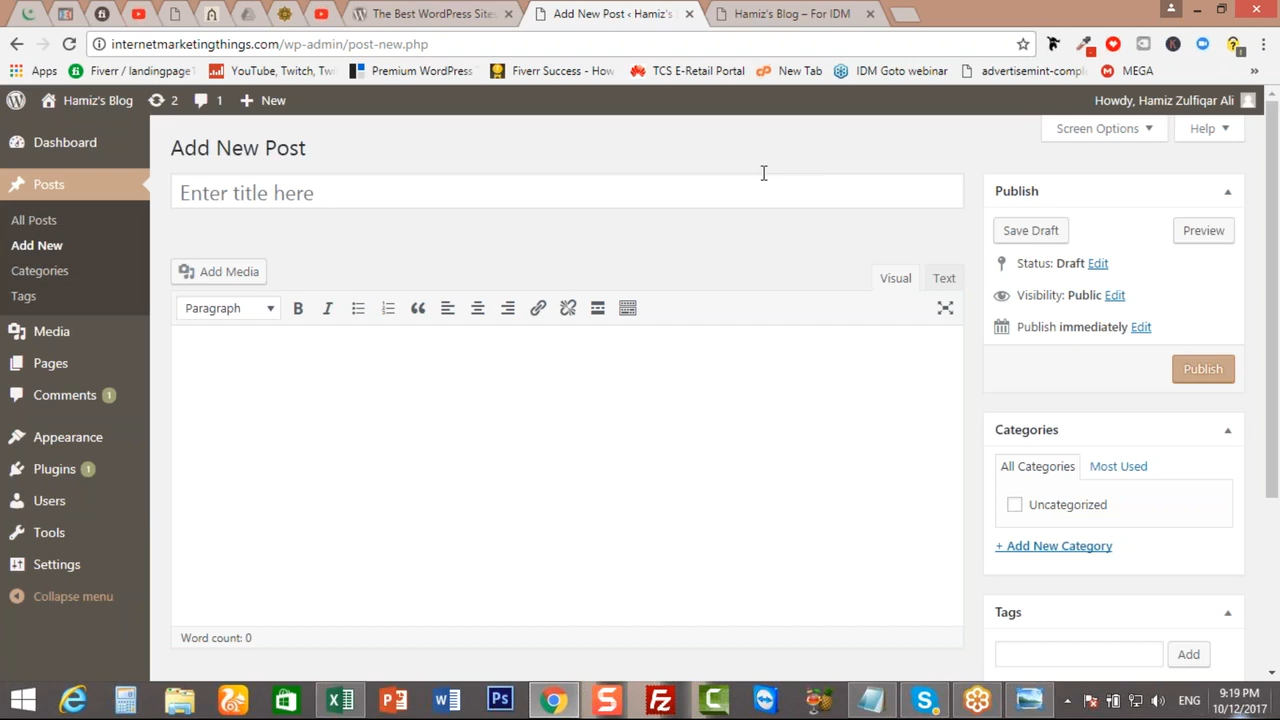 The Best WordPress Site
Add New Post ‹ Hamiz's
Hamiz's Blog – For IDM
internetmarketingthings.com/wp-admin/post-new.php
Apps
Fiverr / landingpage
YouTube, Twitch, Twi
Premium WordPress
Fiverr Success - How
TCS E-Retail Portal
New Tab
IDM Goto webinar
advertisemint-compl
MEGA
»
Hamiz's Blog
2
1
New
Howdy, Hamiz Zulfiqar Ali
Screen Options
Help
Dashboard
Posts
All Posts
Add New
Categories
Tags
Media
Pages
Comments 1
Appearance
Plugins 1
Users
Tools
Settings
Collapse menu
Add New Post
Enter title here
Add Media
Visual
Text
Paragraph
B
I
Word count: 0
Publish
Save Draft
Preview
Status: Draft Edit
Visibility: Public Edit
Publish immediately Edit
Publish
Categories
All Categories
Most Used
Uncategorized
+ Add New Category
Tags
Add
ENG
9:19 PM
10/12/2017